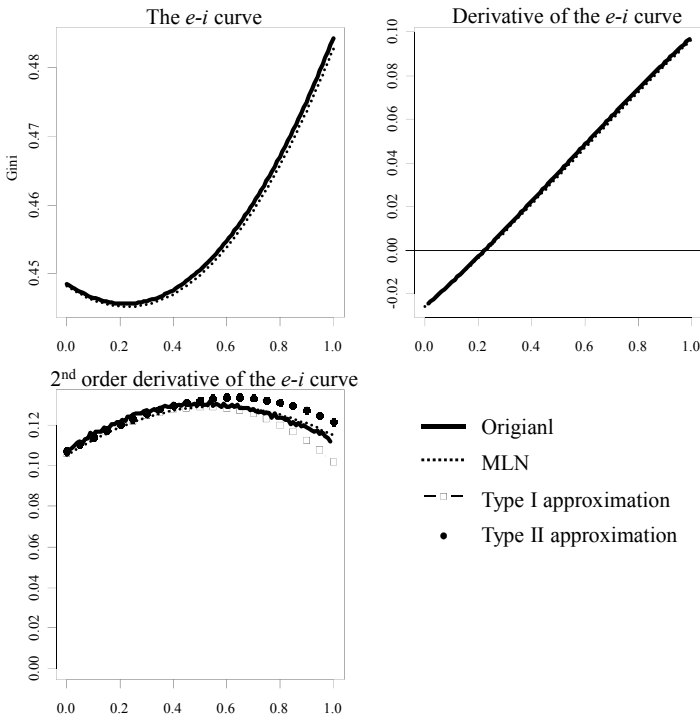 The e-i curve
Gini
0.48
0.47
0.46
0.45
0.0 0.2 0.4 0.6 0.8 1.0
Derivative of the e-i curve
0.10
0.08
0.06
0.04
0.02
0.00
-0.02
0.0 0.2 0.4 0.6 0.8 1.0
2nd order derivative of the e-i curve
0.12
0.10
0.08
0.06
0.04
0.02
0.00
0.0 0.2 0.4 0.6 0.8 1.0
Origianl
MLN
Type I approximation
Type II approximation